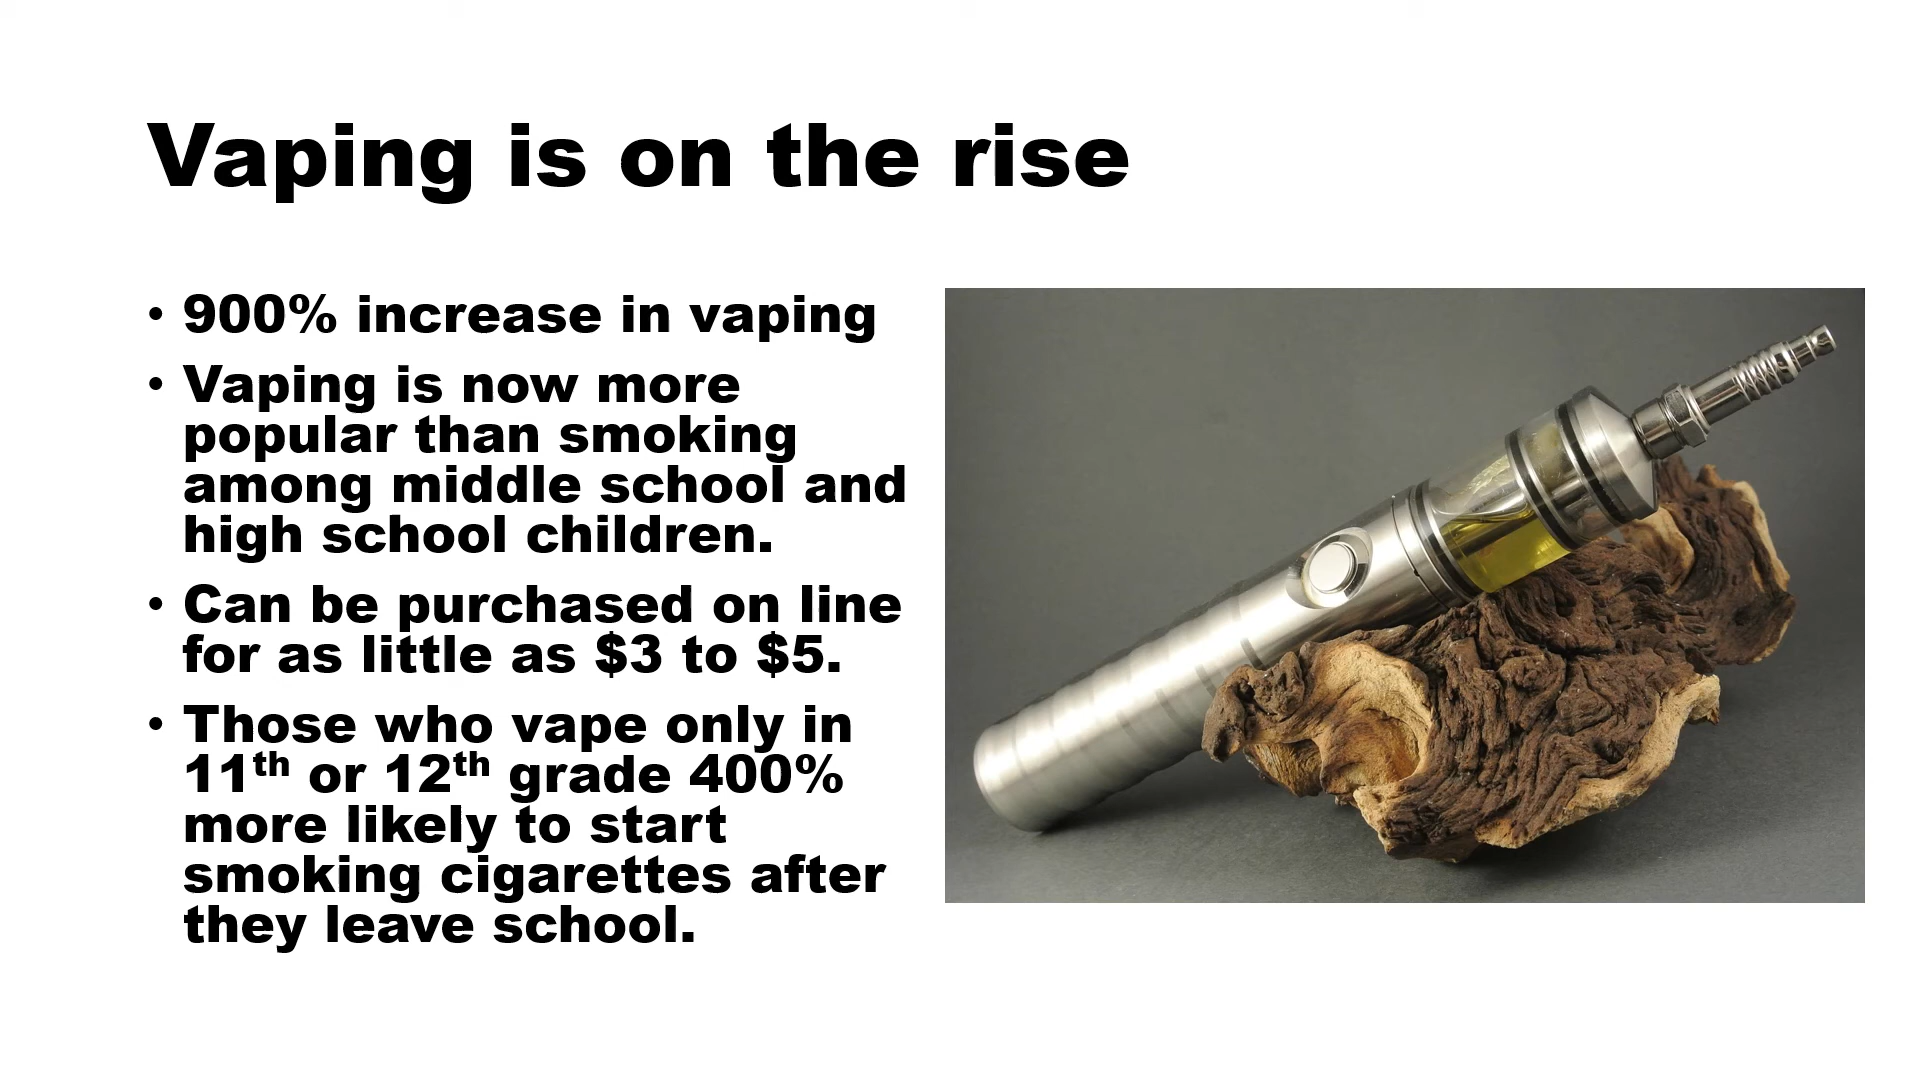 Vaping is on the rise
• 900% increase in vaping
• Vaping is now more
popular than smoking
among middle school and
high school children.
• Can be purchased on line
for as little as $3 to $5.
• Those who vape only in
11th or 12th grade 400%
more likely to start
smoking cigarettes after
they leave school.